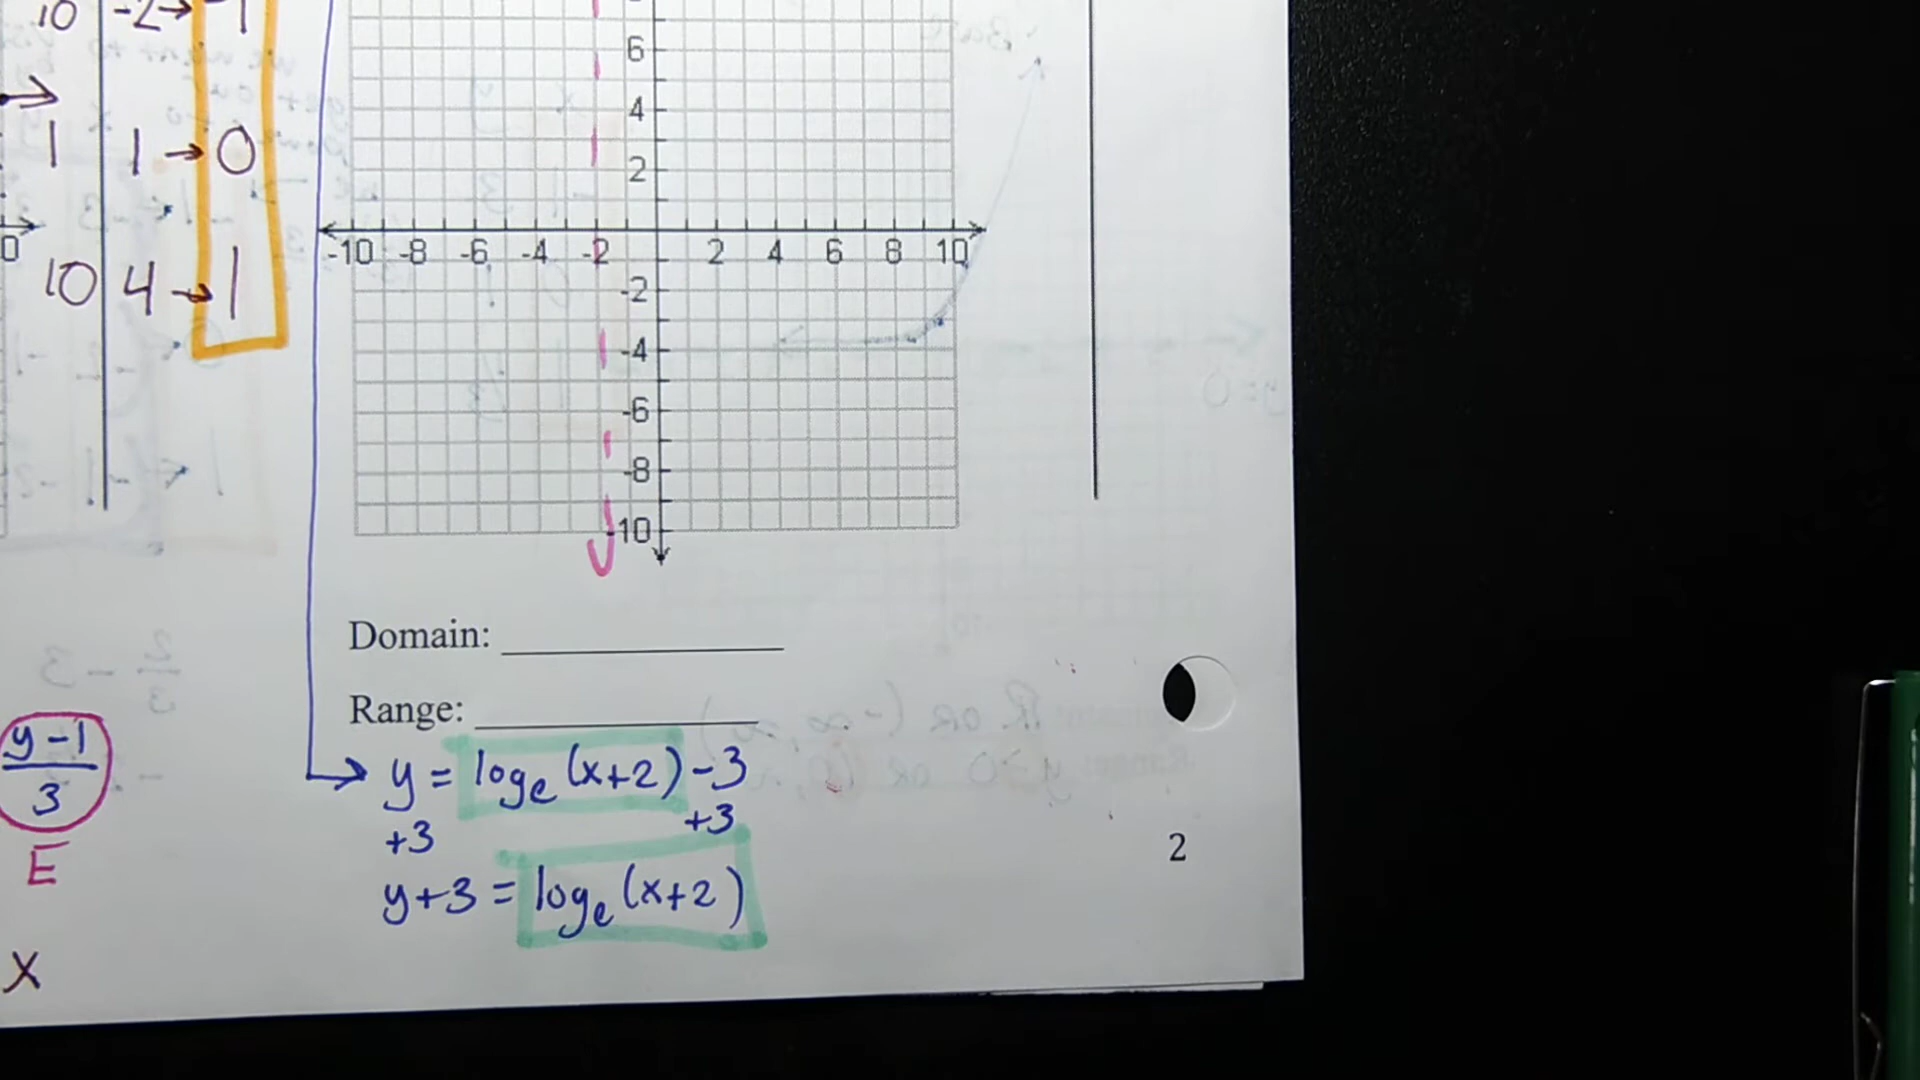 10 -2→ -1
1 1 → 0
10 4 → 1
6
4
2
-10 -8 -6 -4 -2 2 4 6 8 10
-2
-4
-6
-8
-10
Domain: ____________
Range: ____________
y = logₑ (x+2) -3
+3 +3
y+3 = logₑ (x+2)
y-1
3
E
x
2